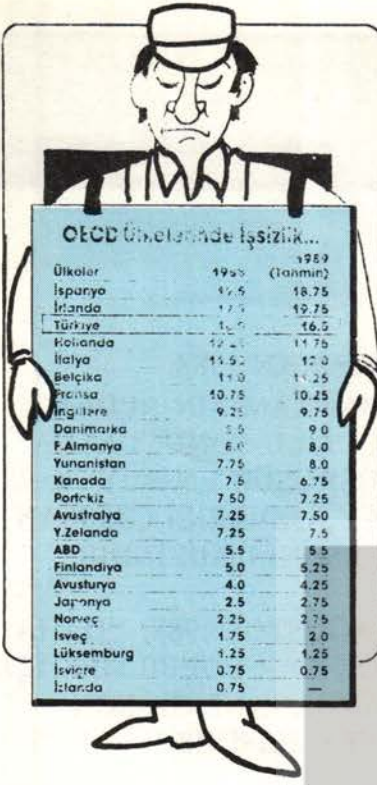 OECD Ülkelerinde İşsizlik...
1989
Ülkeler (Tahmin)
İspanya 18.75
İrlanda 19.75
Türkiye 16.5
Hollanda 11.75
İtalya 11.50 12.0
Belçika 11.0 11.25
Fransa 10.75 10.25
İngiltere 9.25 9.75
Danimarka 9.0
F.Almanya 8.0 8.0
Yunanistan 7.75 8.0
Kanada 7.5 6.75
Portekiz 7.50 7.25
Avustralya 7.25 7.50
Y.Zelanda 7.25 7.5
ABD 5.5 5.5
Finlandiya 5.0 5.25
Avusturya 4.0 4.25
Japonya 2.5 2.75
Norveç 2.25 2.75
İsveç 1.75 2.0
Lüksemburg 1.25 1.25
İsviçre 0.75 0.75
İzlanda 0.75 —